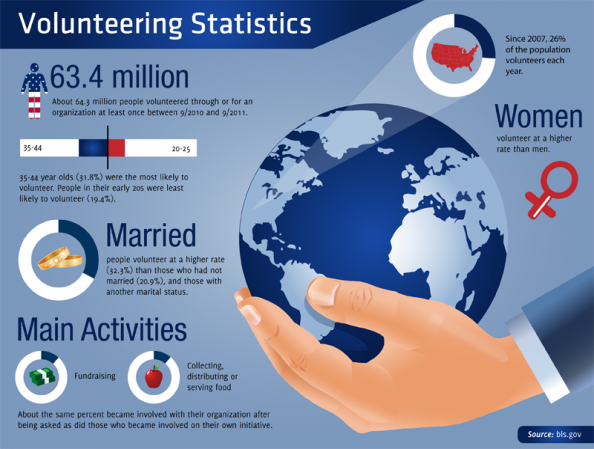 Volunteering Statistics
Since 2007, 26%
of the population
volunteers each
year.
63.4 million
About 64.3 million people volunteered through or for an
organization at least once between 9/2010 and 9/2011.
Women
volunteer at a higher
rate than men.
35-44 20-25
35-44 year olds (31.8%) were the most likely to
volunteer. People in their early 20s were least
likely to volunteer (19.4%).
Married
people volunteer at a higher rate
(32.3%) than those who had not
married (20.9%), and those with
another marital status.
Main Activities
Fundraising
Collecting,
distributing or
serving food
About the same percent became involved with their organization after
being asked as did those who became involved on their own initiative.
Source: bls.gov